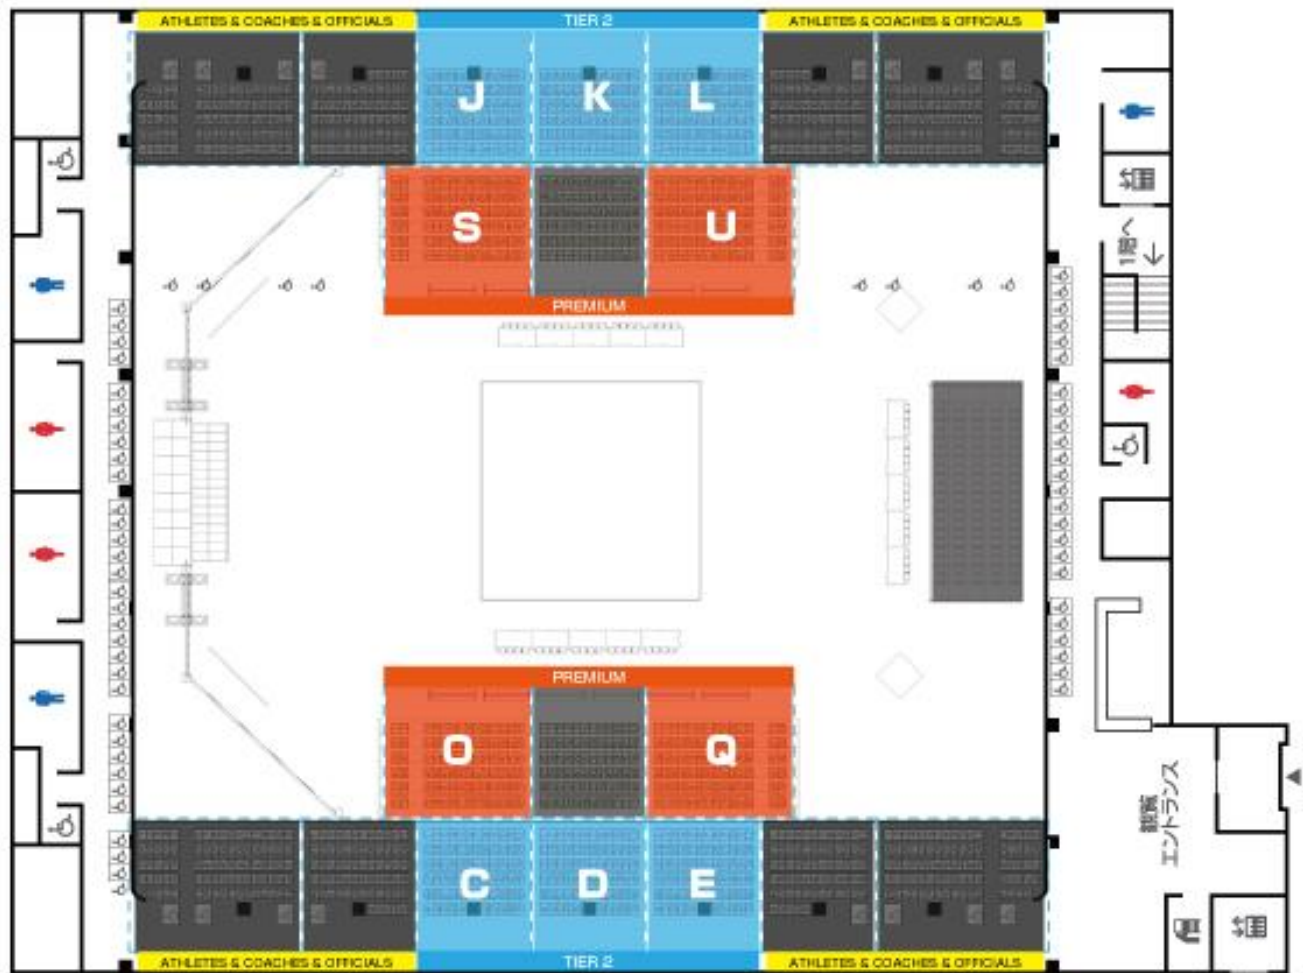 ATHLETES & COACHES & OFFICIALS
TIER 2
ATHLETES & COACHES & OFFICIALS
J
K
L
S
U
1階へ
PREMIUM
PREMIUM
O
Q
観覧
エントランス
C
D
E
ATHLETES & COACHES & OFFICIALS
TIER 2
ATHLETES & COACHES & OFFICIALS